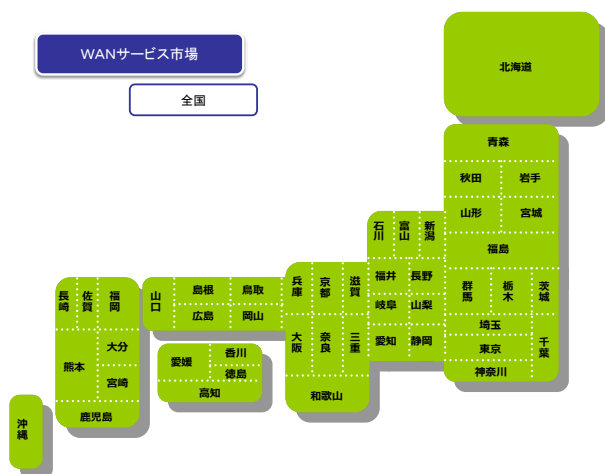 WANサービス市場
全国
北海道
青森
秋田 岩手
山形 宮城
福島
群馬 栃木 茨城
埼玉
千葉
東京
神奈川
石川 富山 新潟
福井 長野
岐阜 山梨
愛知 静岡
兵庫 京都 滋賀
大阪 奈良 三重
和歌山
山口 島根 鳥取
広島 岡山
愛媛 香川
徳島
高知
長崎 佐賀 福岡
熊本 大分
宮崎
鹿児島
沖縄